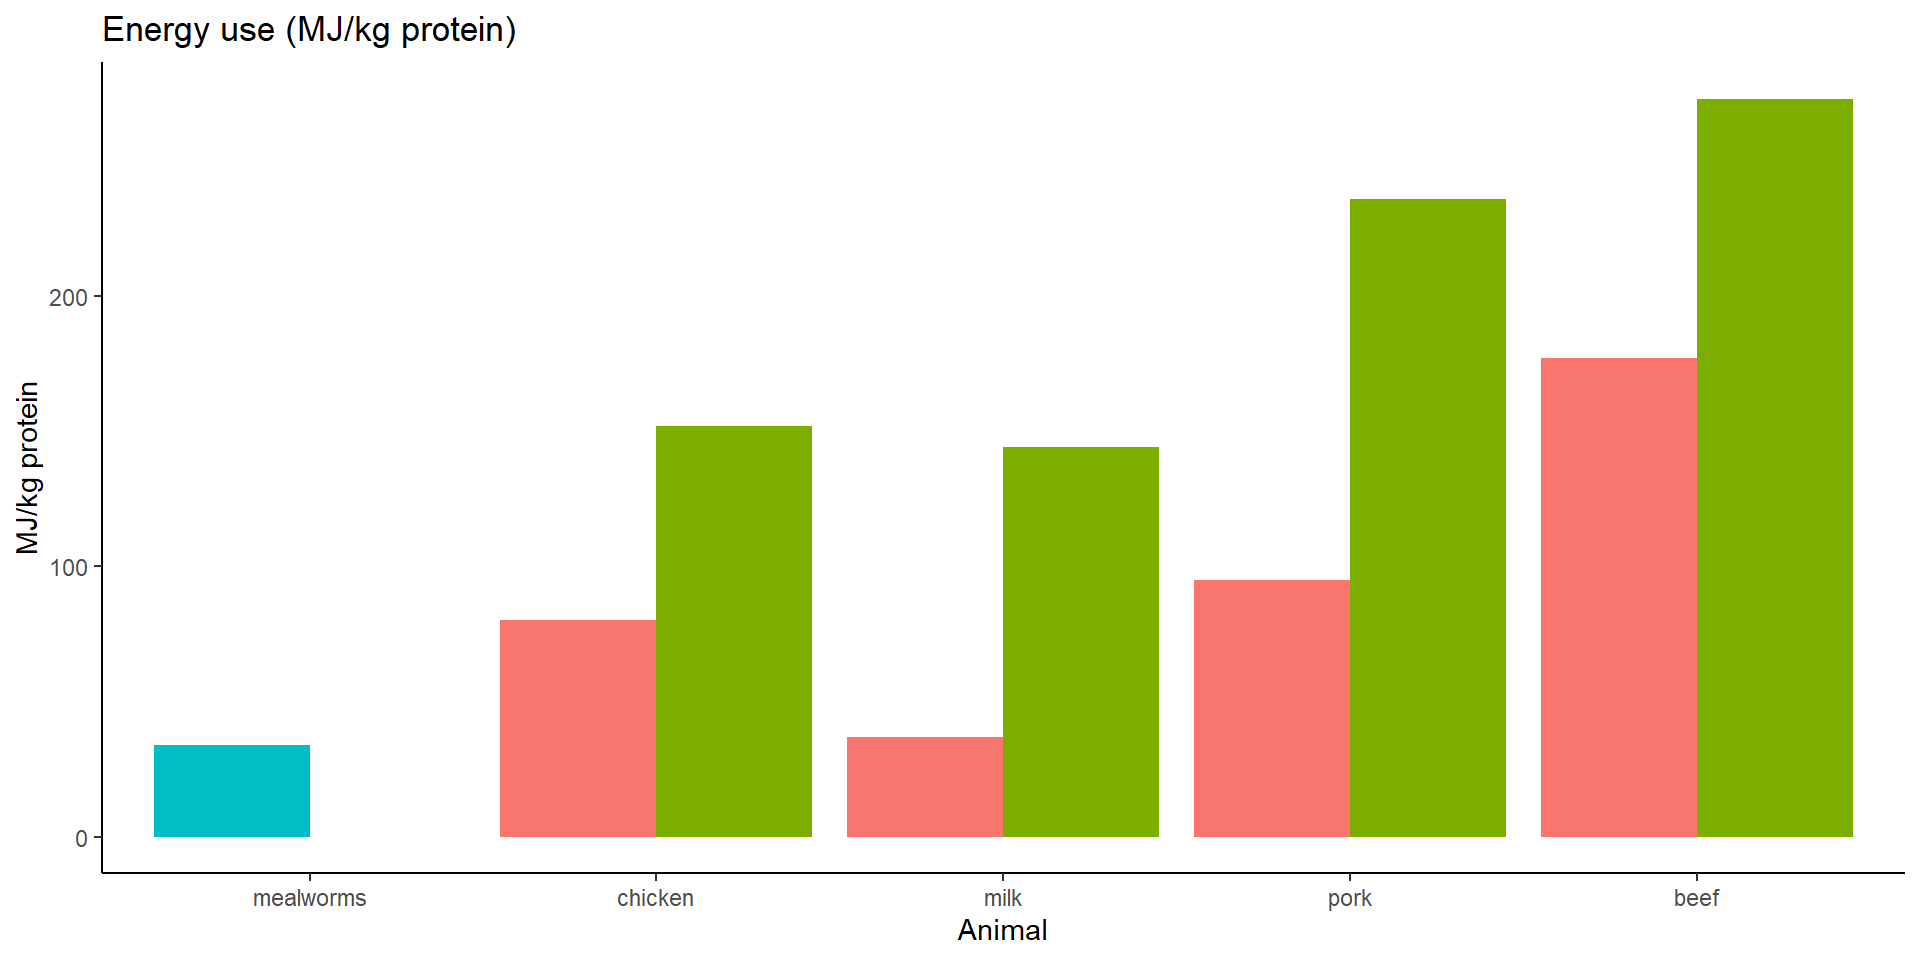 Energy use (MJ/kg protein)
MJ/kg protein
200
100
0
mealworms chicken milk pork beef
Animal